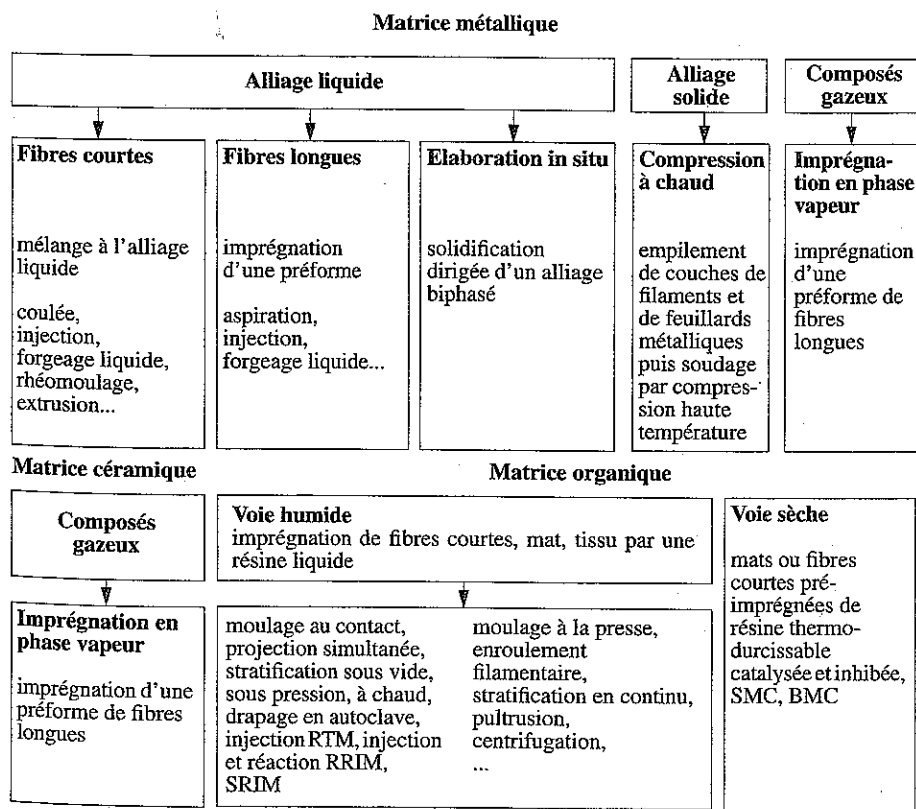 Matrice métallique
Alliage liquide
Alliage
solide
Composés
gazeux
Fibres courtes
mélange à l'alliage
liquide
coulée,
injection,
forgeage liquide,
rhéomoulage,
extrusion...
Fibres longues
imprégnation
d'une préforme
aspiration,
injection,
forgeage liquide...
Elaboration in situ
solidification
dirigée d'un alliage
biphasé
Compression
à chaud
empilement
de couches de
filaments et
de feuillards
métalliques
puis soudage
par compres-
sion haute
température
Imprégna-
tion en phase
vapeur
imprégnation
d'une
préforme de
fibres
longues
Matrice céramique
Composés
gazeux
Imprégnation en
phase vapeur
imprégnation d'une
préforme de fibres
longues
Matrice organique
Voie humide
imprégnation de fibres courtes, mat, tissu par une
résine liquide
moulage au contact,
projection simultanée,
stratification sous vide,
sous pression, à chaud,
drapage en autoclave,
injection RTM, injection
et réaction RRIM,
SRIM
moulage à la presse,
enroulement
filamentaire,
stratification en continu,
pultrusion,
centrifugation,
...
Voie sèche
mats ou fibres
courtes pré-
imprégnées de
résine thermo-
durcissable
catalysée et inhibée,
SMC, BMC